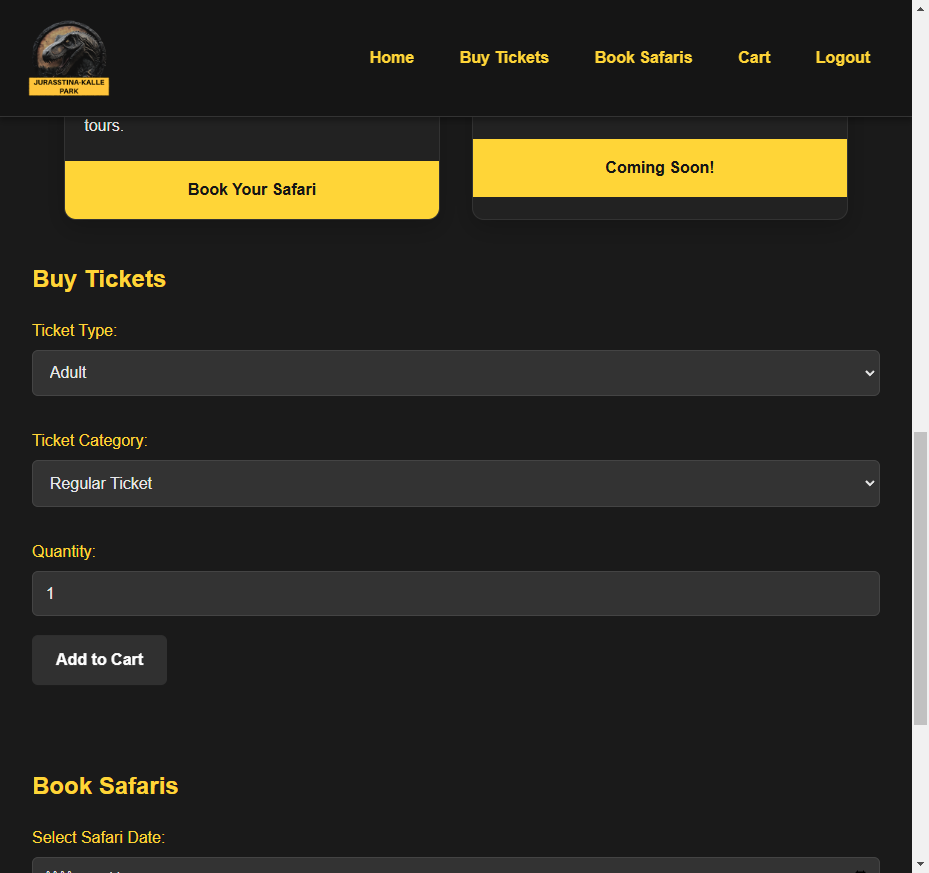 JURASSTINA-KALLE
PARK
Home
Buy Tickets
Book Safaris
Cart
Logout
tours.
Book Your Safari
Coming Soon!
Buy Tickets
Ticket Type:
Adult
Ticket Category:
Regular Ticket
Quantity:
1
Add to Cart
Book Safaris
Select Safari Date: